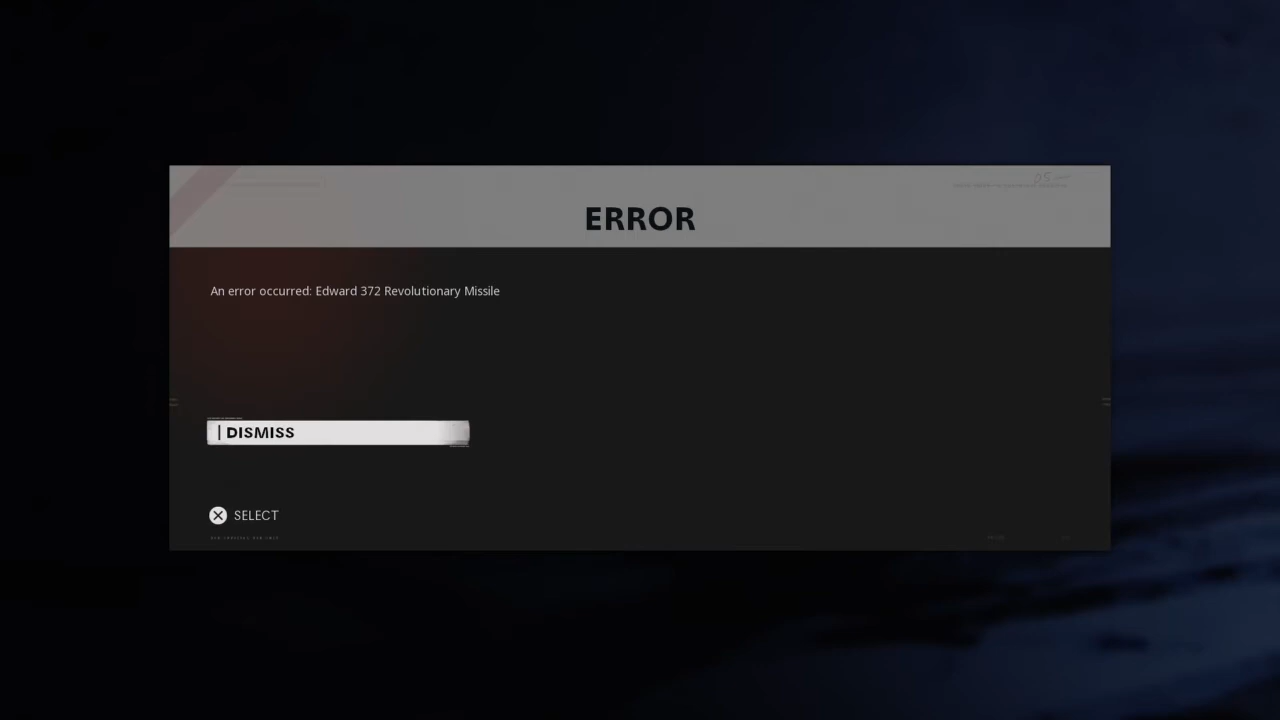 ERROR
An error occurred: Edward 372 Revolutionary Missile
| DISMISS
SELECT